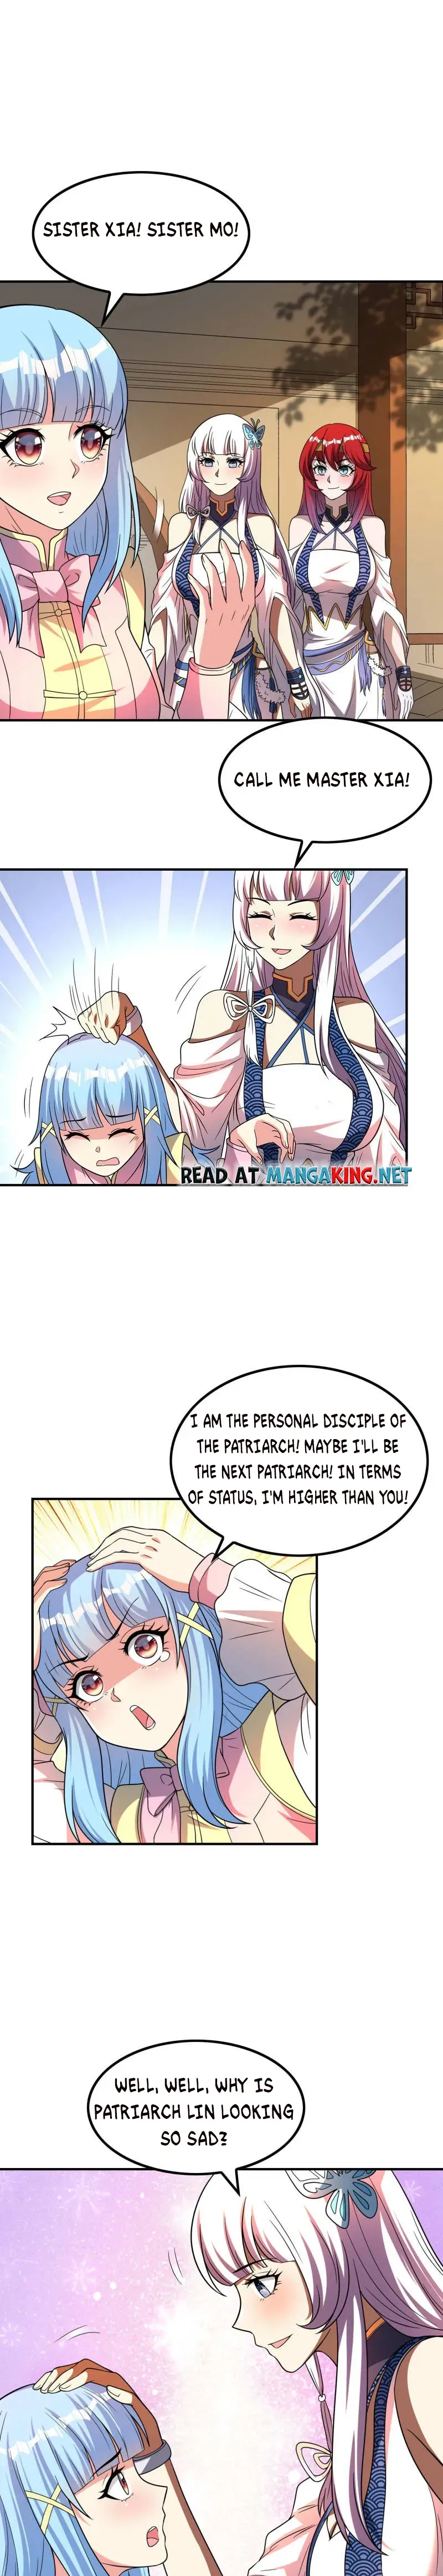 SISTER XIA! SISTER MO!
CALL ME MASTER XIA!
READ AT MANGAKING.NET
I AM THE PERSONAL DISCIPLE OF
THE PATRIARCH! MAYBE I'LL BE
THE NEXT PATRIARCH! IN TERMS
OF STATUS, I'M HIGHER THAN YOU!
WELL, WELL, WHY IS
PATRIARCH LIN LOOKING
SO SAD?